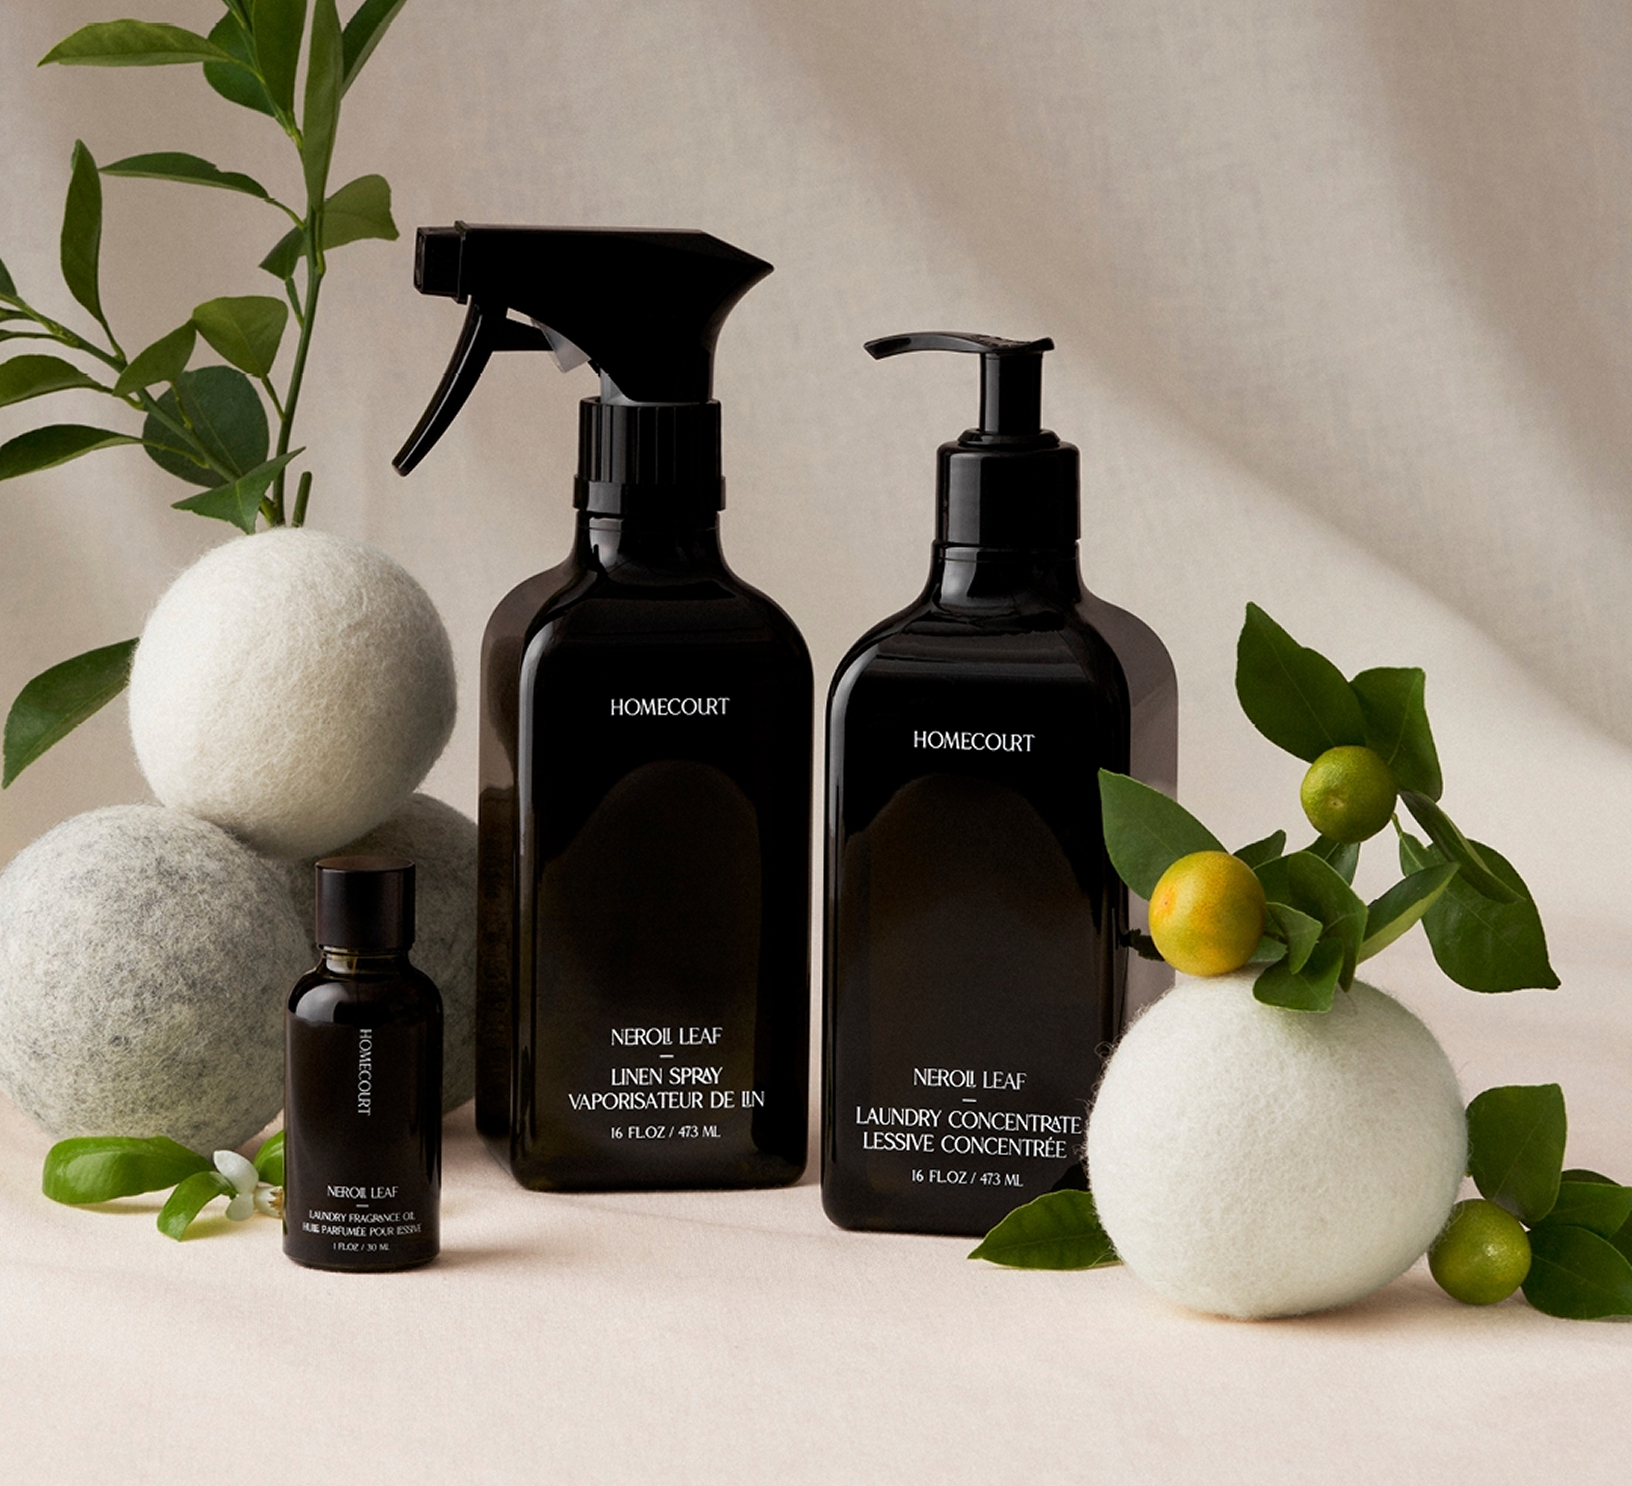 HOMECOURT
NEROLI LEAF
LINEN SPRAY
VAPORISATEUR DE LIN
16 FL.OZ / 473 ML
HOMECOURT
NEROLI LEAF
LAUNDRY CONCENTRATE
LESSIVE CONCENTRÉE
16 FL.OZ / 473 ML
HOMECOURT
NEROLI LEAF
LAUNDRY FRAGRANCE OIL
HUILE PARFUMÉE POUR LESSIVE
1 FL.OZ / 30 ML